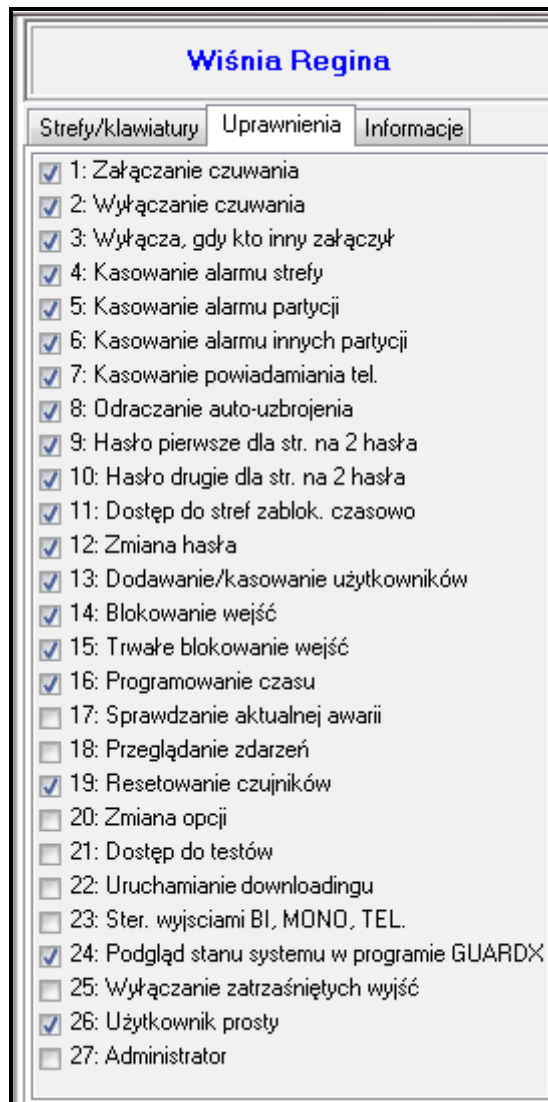 Wiśnia Regina
Strefy/klawiatury Uprawnienia Informacje
1: Załączanie czuwania
2: Wyłączanie czuwania
3: Wyłącza, gdy kto inny załączył
4: Kasowanie alarmu strefy
5: Kasowanie alarmu partycji
6: Kasowanie alarmu innych partycji
7: Kasowanie powiadamiania tel.
8: Odraczanie auto-uzbrojenia
9: Hasło pierwsze dla str. na 2 hasła
10: Hasło drugie dla str. na 2 hasła
11: Dostęp do stref zablok. czasowo
12: Zmiana hasła
13: Dodawanie/kasowanie użytkowników
14: Blokowanie wejść
15: Trwałe blokowanie wejść
16: Programowanie czasu
17: Sprawdzanie aktualnej awarii
18: Przeglądanie zdarzeń
19: Resetowanie czujników
20: Zmiana opcji
21: Dostęp do testów
22: Uruchamianie downloadingu
23: Ster. wyjsciami BI, MONO, TEL.
24: Podgląd stanu systemu w programie GUARDX
25: Wyłączanie zatrzaśniętych wyjść
26: Użytkownik prosty
27: Administrator